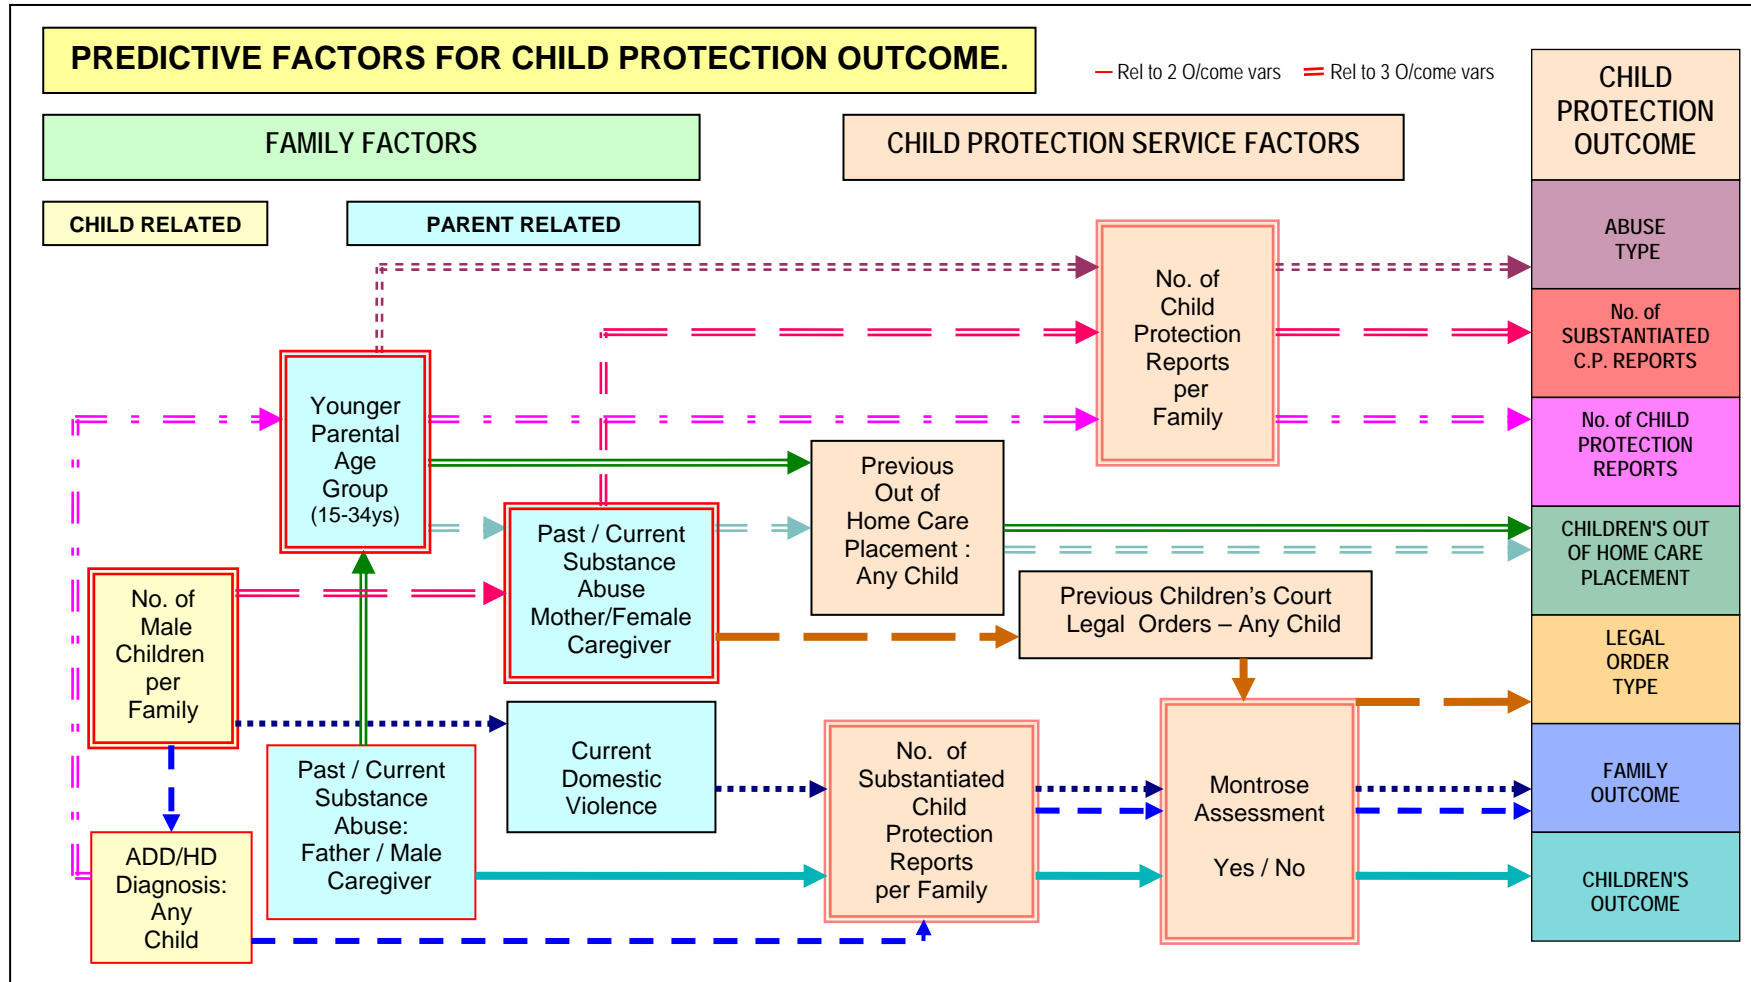 PREDICTIVE FACTORS FOR CHILD PROTECTION OUTCOME.
Rel to 2 O/come vars
Rel to 3 O/come vars
FAMILY FACTORS
CHILD PROTECTION SERVICE FACTORS
CHILD
PROTECTION
OUTCOME
CHILD RELATED
PARENT RELATED
ABUSE
TYPE
No. of
SUBSTANTIATED
C.P. REPORTS
No. of CHILD
PROTECTION
REPORTS
CHILDREN'S OUT
OF HOME CARE
PLACEMENT
LEGAL
ORDER
TYPE
FAMILY
OUTCOME
CHILDREN'S
OUTCOME
No. of
Child
Protection
Reports
per
Family
Younger
Parental
Age
Group
(15-34ys)
Previous
Out of
Home Care
Placement :
Any Child
Past / Current
Substance
Abuse
Mother/Female
Caregiver
Previous Children’s Court
Legal Orders – Any Child
No. of
Male
Children
per
Family
Past / Current
Substance
Abuse:
Father / Male
Caregiver
Current
Domestic
Violence
No. of
Substantiated
Child
Protection
Reports
per Family
Montrose
Assessment
Yes / No
ADD/HD
Diagnosis:
Any
Child